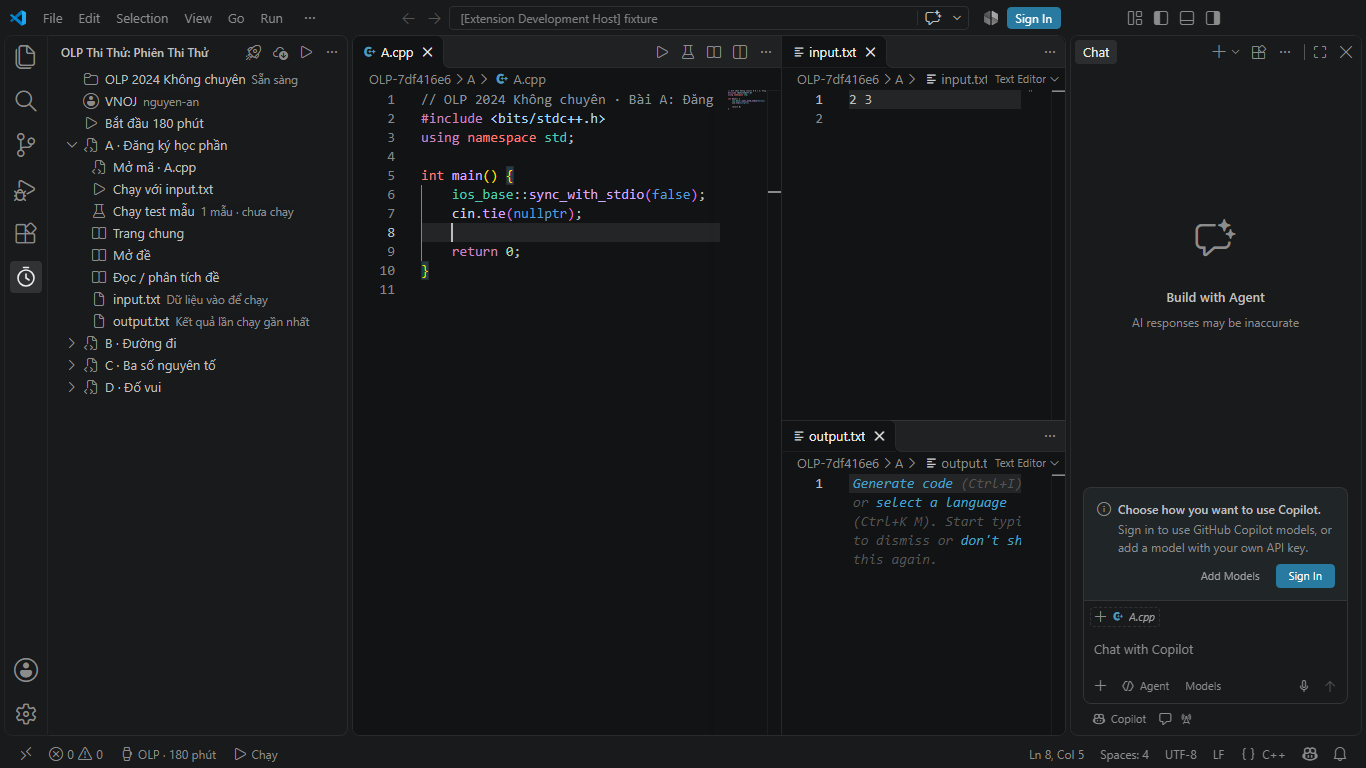 File Edit Selection View Go Run ···
[Extension Development Host] fixture
Sign In
OLP Thi Thử: Phiên Thi Thử
OLP 2024 Không chuyên Sẵn sàng
VNOJ nguyen-an
Bắt đầu 180 phút
A · Đăng ký học phần
Mở mã · A.cpp
Chạy với input.txt
Chạy test mẫu 1 mẫu · chưa chạy
Trang chung
Mở đề
Đọc / phân tích đề
input.txt Dữ liệu vào để chạy
output.txt Kết quả lần chạy gần nhất
B · Đường đi
C · Ba số nguyên tố
D · Đố vui
A.cpp
OLP-7df416e6 > A > A.cpp
1 // OLP 2024 Không chuyên · Bài A: Đăng
2 #include <bits/stdc++.h>
3 using namespace std;
4
5 int main() {
6 ios_base::sync_with_stdio(false);
7 cin.tie(nullptr);
8
9 return 0;
10 }
11
input.txt
OLP-7df416e6 > A > input.txt Text Editor
1 2 3
2
output.txt
OLP-7df416e6 > A > output.t Text Editor
1 Generate code (Ctrl+I)
or select a language
(Ctrl+K M). Start typi
to dismiss or don't sh
this again.
Chat
Build with Agent
AI responses may be inaccurate
Choose how you want to use Copilot.
Sign in to use GitHub Copilot models, or
add a model with your own API key.
Add Models Sign In
A.cpp
Chat with Copilot
Agent Models
Copilot
0 0 OLP · 180 phút Chạy
Ln 8, Col 5 Spaces: 4 UTF-8 LF {} C++